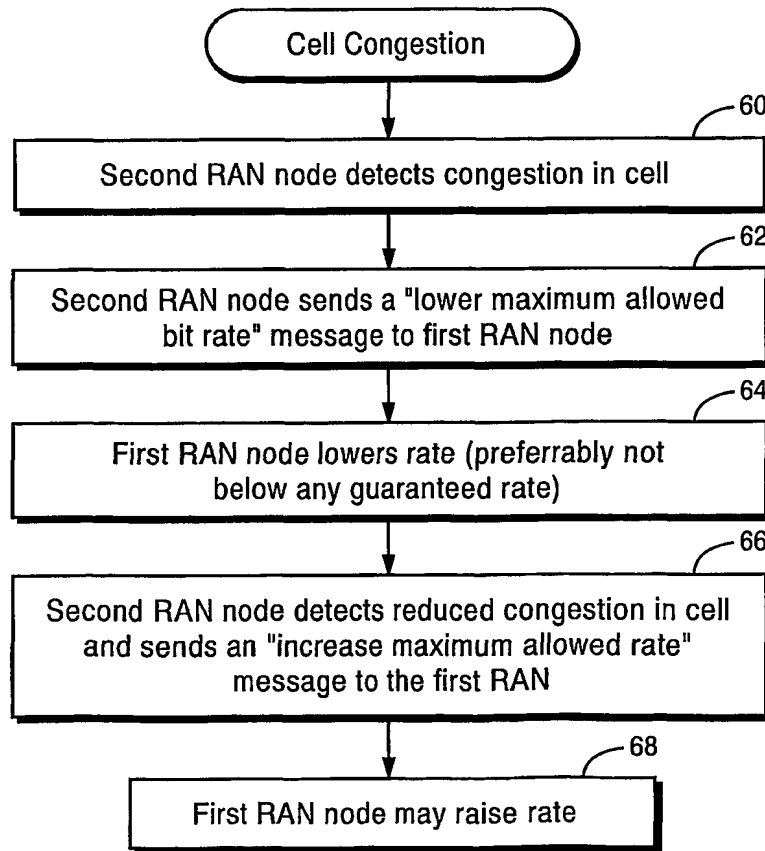 Cell Congestion
60
Second RAN node detects congestion in cell
62
Second RAN node sends a "lower maximum allowed
bit rate" message to first RAN node
64
First RAN node lowers rate (preferrably not
below any guaranteed rate)
66
Second RAN node detects reduced congestion in cell
and sends an "increase maximum allowed rate"
message to the first RAN
68
First RAN node may raise rate